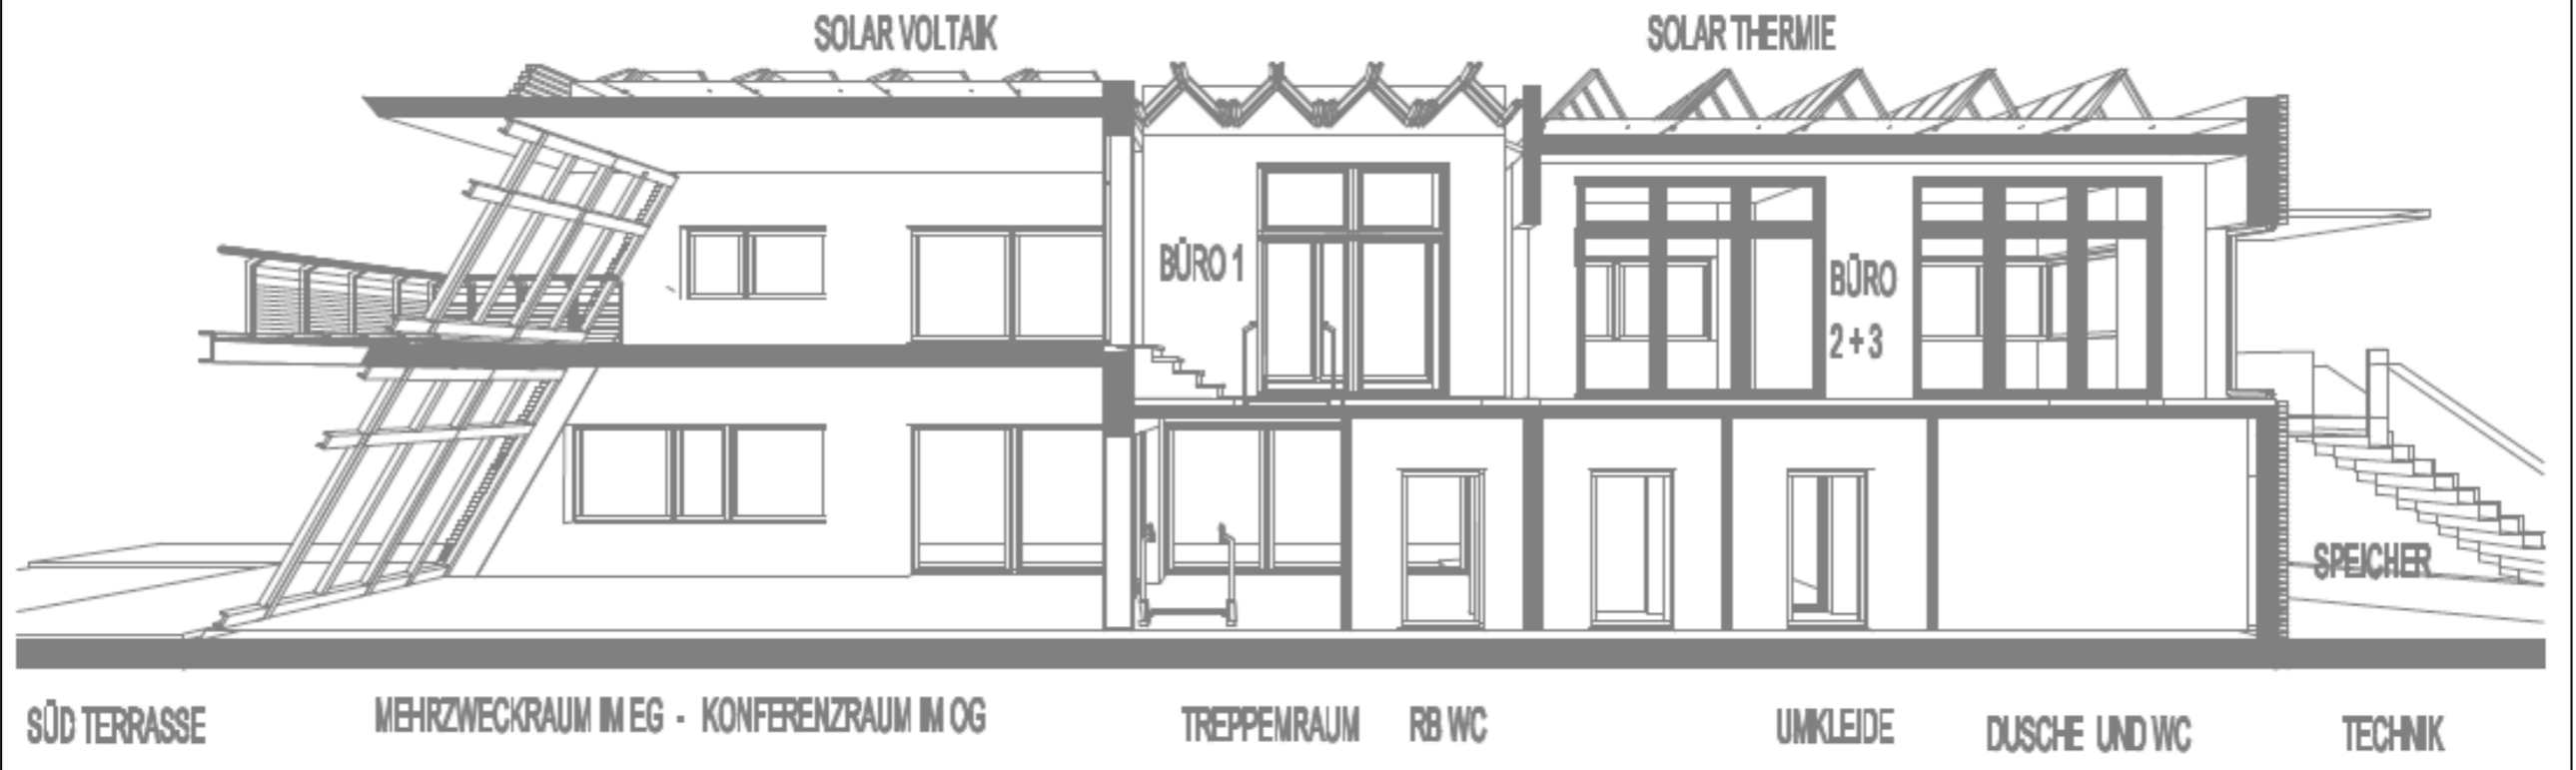 SOLAR VOLTAIK
SOLAR THERMIE
BÜRO 1
BÜRO
2 + 3
SPEICHER
SÜD TERRASSE
MEHRZWECKRAUM IM EG - KONFERENZRAUM IM OG
TREPPEMRAUM
RB WC
UMKLEIDE
DUSCHE UND WC
TECHNIK